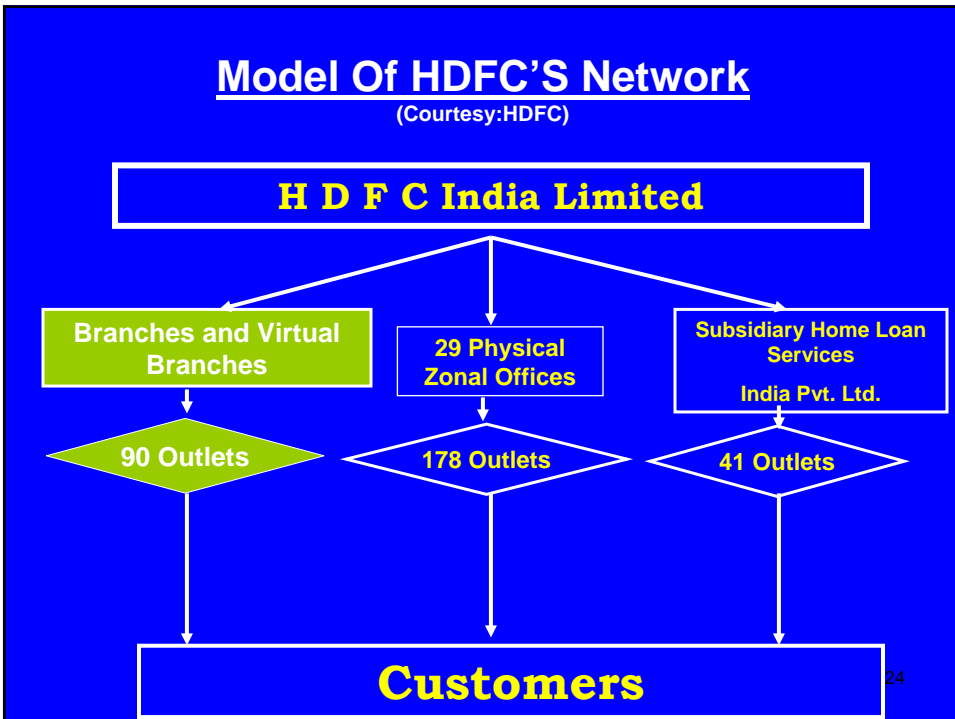 Model Of HDFC'S Network
(Courtesy:HDFC)
H D F C India Limited
Branches and Virtual
Branches
29 Physical
Zonal Offices
Subsidiary Home Loan
Services
India Pvt. Ltd.
90 Outlets
178 Outlets
41 Outlets
Customers
24